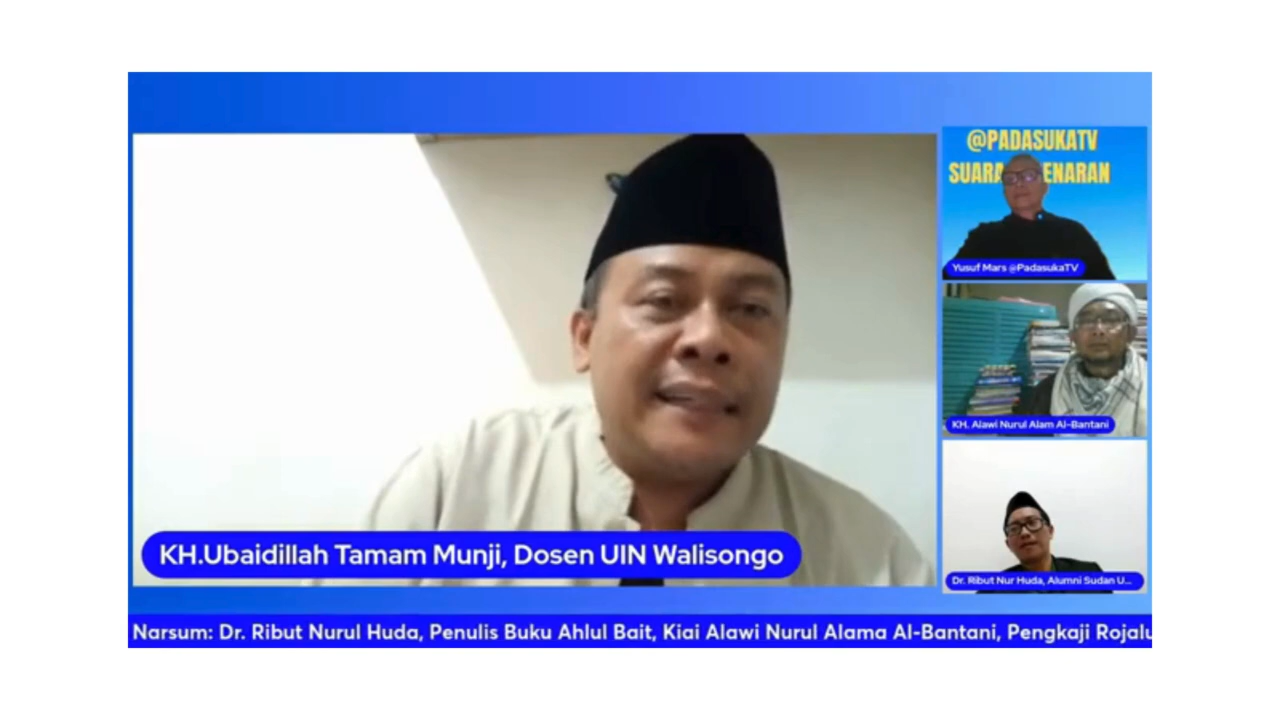 @PADASUKATV
SUARA ENARAN
Yusuf Mars @PadasukaTV
KH. Alawi Nurul Alam Al-Bantani
KH.Ubaidillah Tamam Munji, Dosen UIN Walisongo
Dr. Ribut Nur Huda, Alumni Sudan U...
Narsum: Dr. Ribut Nurul Huda, Penulis Buku Ahlul Bait, Kiai Alawi Nurul Alama Al-Bantani, Pengkaji Rojalu